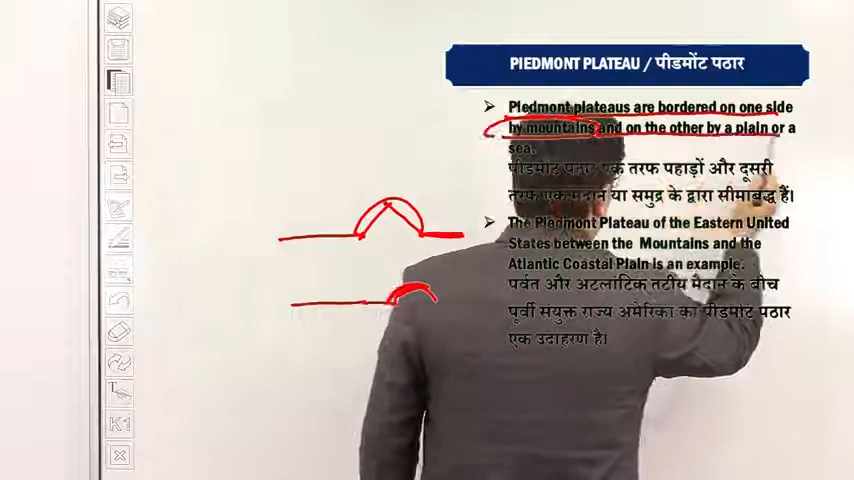 PIEDMONT PLATEAU / पीडमोंट पठार
Piedmont plateaus are bordered on one side
by mountains and on the other by a plain or a
sea.
पीडमोंट पठार एक तरफ पहाड़ों और दूसरी
तरफ एक मैदान या समुद्र के द्वारा सीमाबद्ध हैं।
The Piedmont Plateau of the Eastern United
States between the Mountains and the
Atlantic Coastal Plain is an example.
पर्वत और अटलांटिक तटीय मैदान के बीच
पूर्वी संयुक्त राज्य अमेरिका का पीडमोंट पठार
एक उदाहरण है।
K1